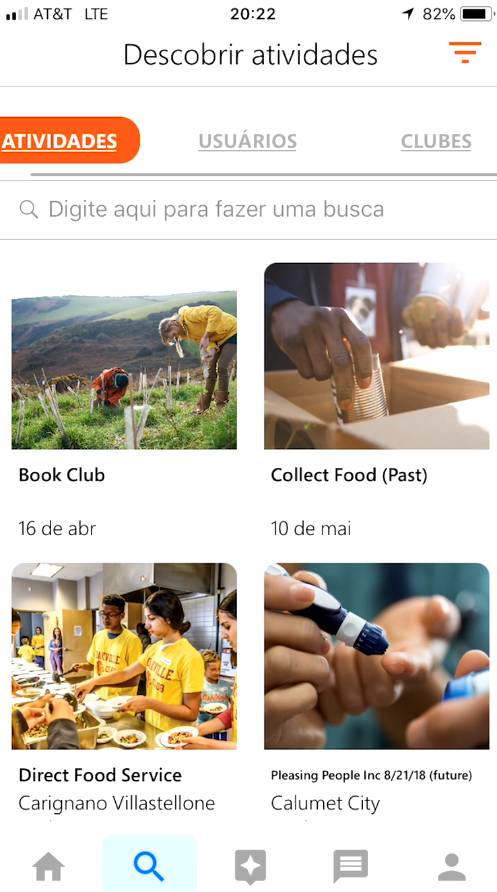 AT&T LTE 20:22 82%
Descobrir atividades
ATIVIDADES USUÁRIOS CLUBES
Digite aqui para fazer uma busca
Book Club Collect Food (Past)
16 de abr 10 de mai
Direct Food Service Pleasing People Inc 8/21/18 (future)
Carignano Villastellone Calumet City